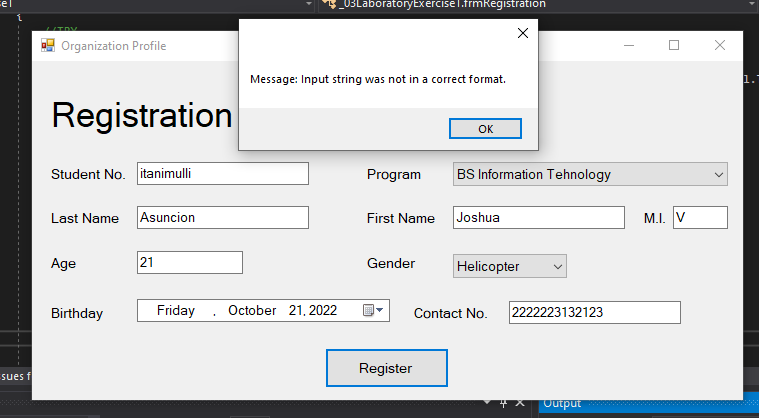 _03LaboratoryExercise1.frmRegistration
{
//TRY
Organization Profile
Message: Input string was not in a correct format.
OK
Registration
Student No. itanimulli Program BS Information Tehnology
Last Name Asuncion First Name Joshua M.I. V
Age 21 Gender Helicopter
Birthday Friday , October 21, 2022 Contact No. 2222223132123
Register
Output